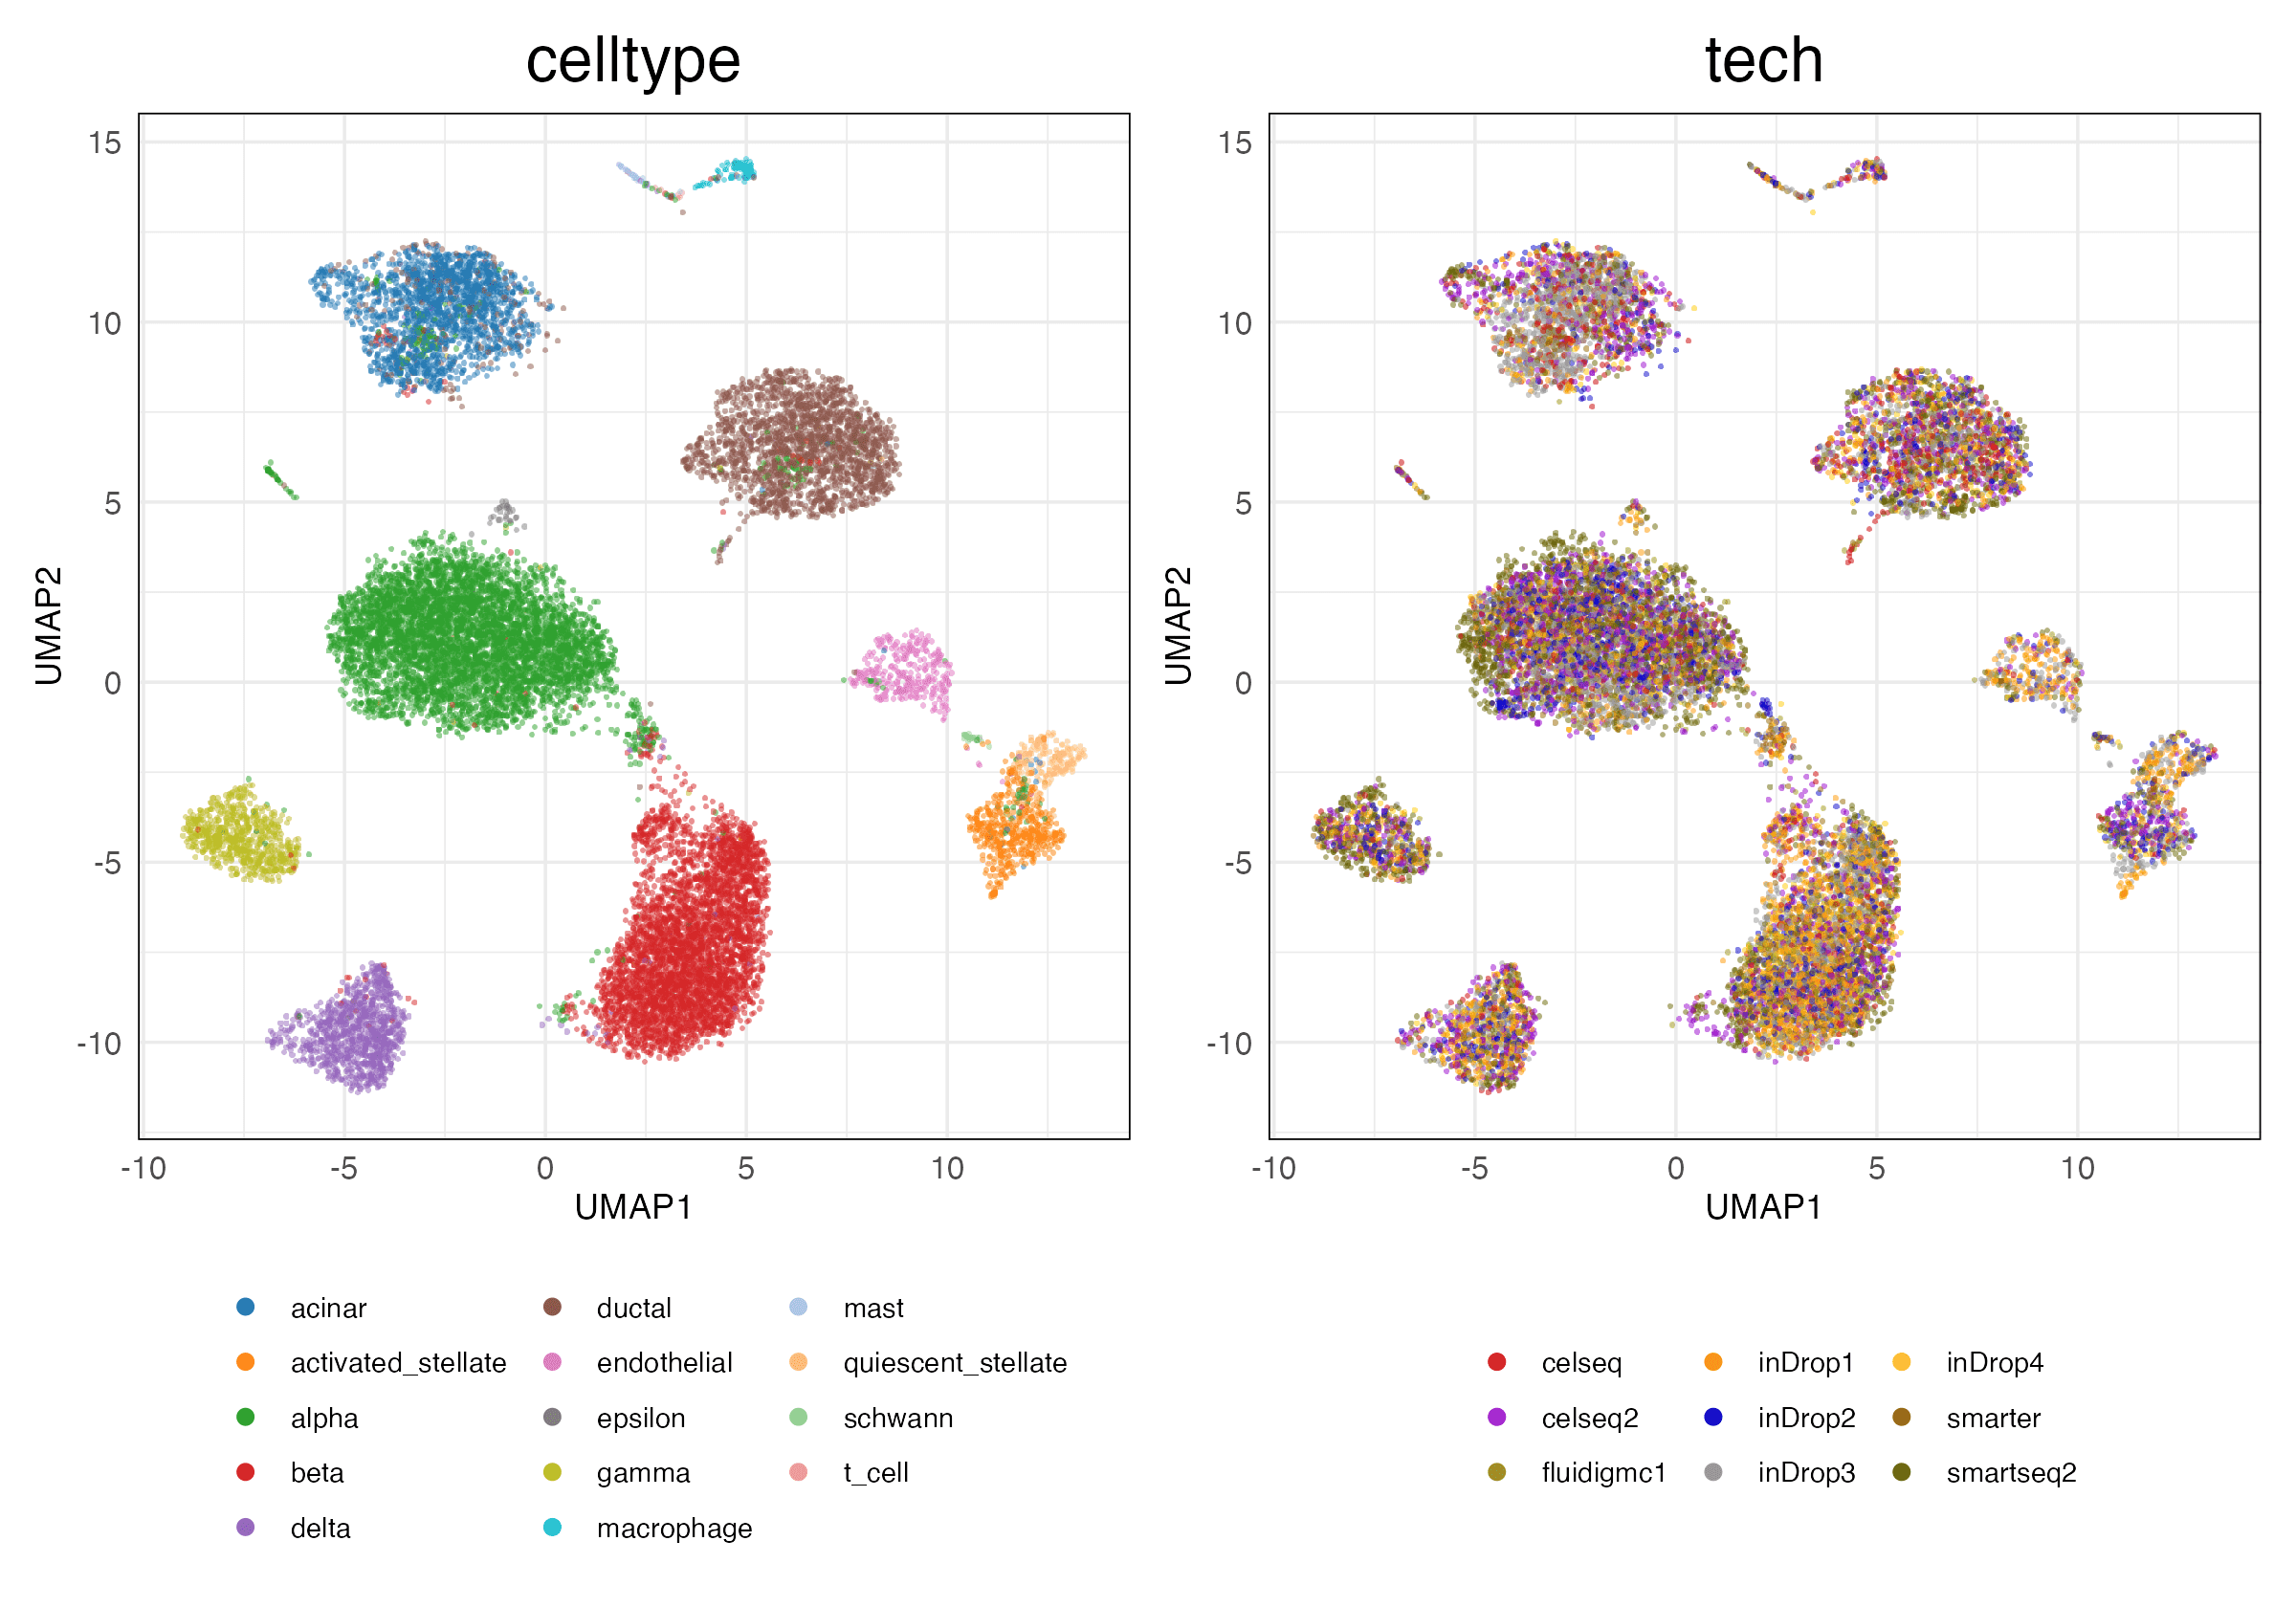 celltype
15
10
5
0
-5
-10
UMAP2
-10 -5 0 5 10
UMAP1
acinar ductal mast
activated_stellate endothelial quiescent_stellate
alpha epsilon schwann
beta gamma t_cell
delta macrophage
tech
15
10
5
0
-5
-10
UMAP2
-10 -5 0 5 10
UMAP1
celseq inDrop1 inDrop4
celseq2 inDrop2 smarter
fluidigmc1 inDrop3 smartseq2